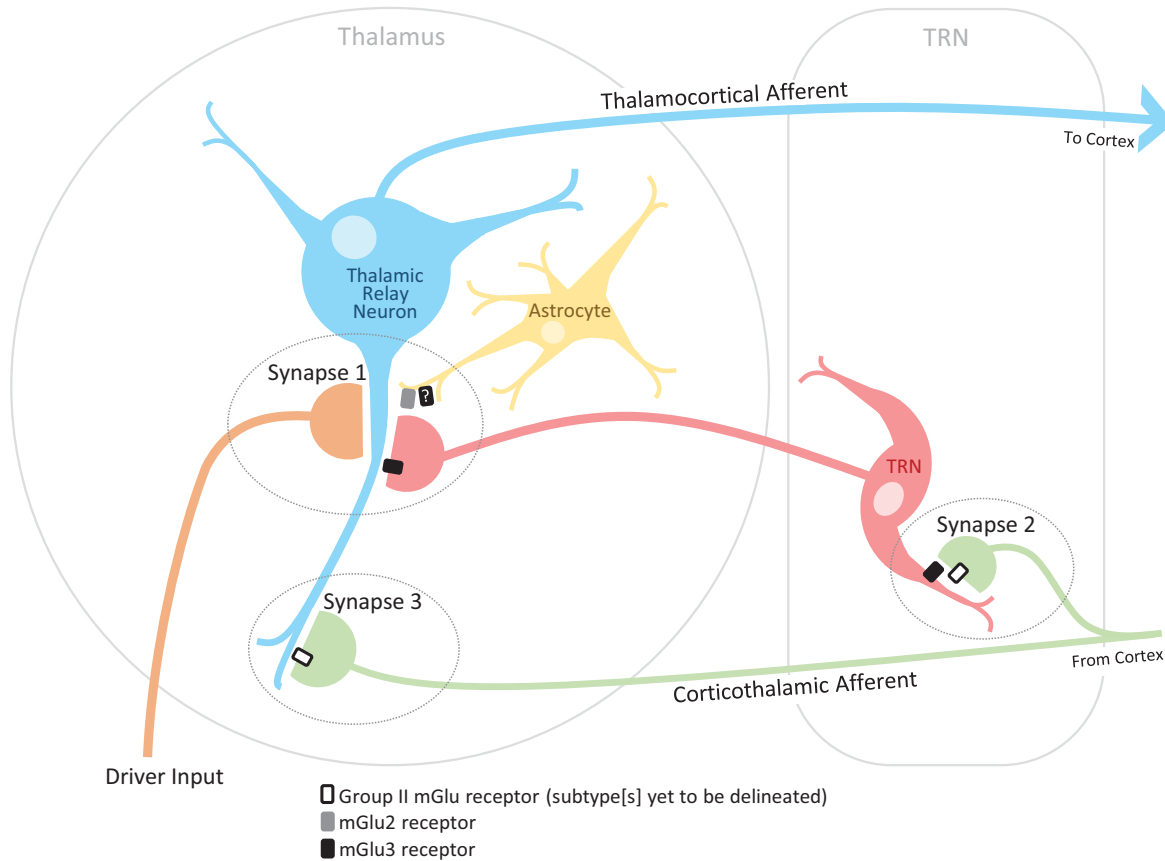 Thalamus
TRN
Thalamocortical Afferent
To Cortex
Thalamic
Relay
Neuron
Astrocyte
Synapse 1
?
TRN
Synapse 2
Synapse 3
From Cortex
Corticothalamic Afferent
Driver Input
Group II mGlu receptor (subtype[s] yet to be delineated)
mGlu2 receptor
mGlu3 receptor